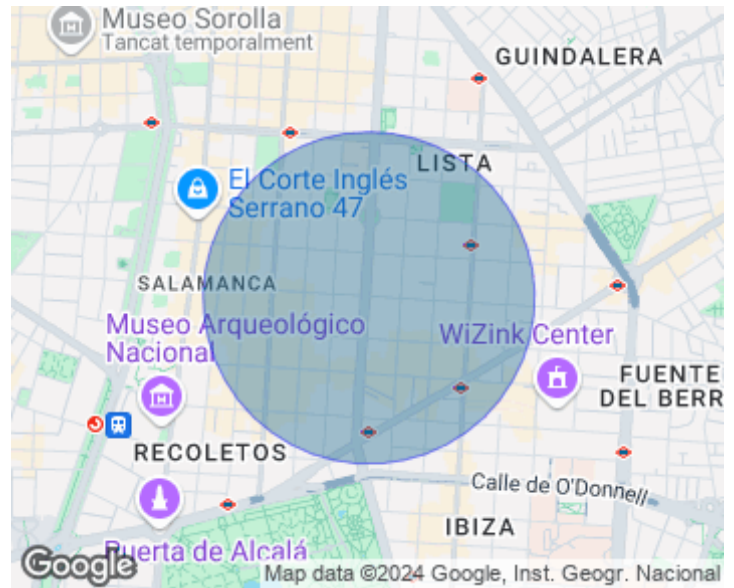 Museo Sorolla
Tancat temporalment
GUINDALERA
LISTA
El Corte Inglés
Serrano 47
SALAMANCA
Museo Arqueológico
Nacional
WiZink Center
FUENTE
DEL BERR
RECOLETOS
Calle de O'Donnell
IBIZA
Puerta de Alcalá
Google
Map data ©2024 Google, Inst. Geogr. Nacional